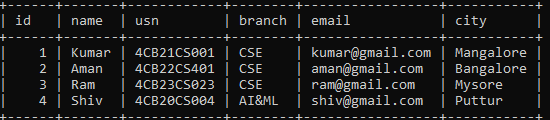 +------+-------+------------+--------+-----------------+-----------+
| id   | name  | usn        | branch | email           | city      |
+------+-------+------------+--------+-----------------+-----------+
|    1 | Kumar | 4CB21CS001 | CSE    | kumar@gmail.com | Mangalore |
|    2 | Aman  | 4CB22CS401 | CSE    | aman@gmail.com  | Bangalore |
|    3 | Ram   | 4CB23CS023 | CSE    | ram@gmail.com   | Mysore    |
|    4 | Shiv  | 4CB20CS004 | AI&ML  | shiv@gmail.com  | Puttur    |
+------+-------+------------+--------+-----------------+-----------+